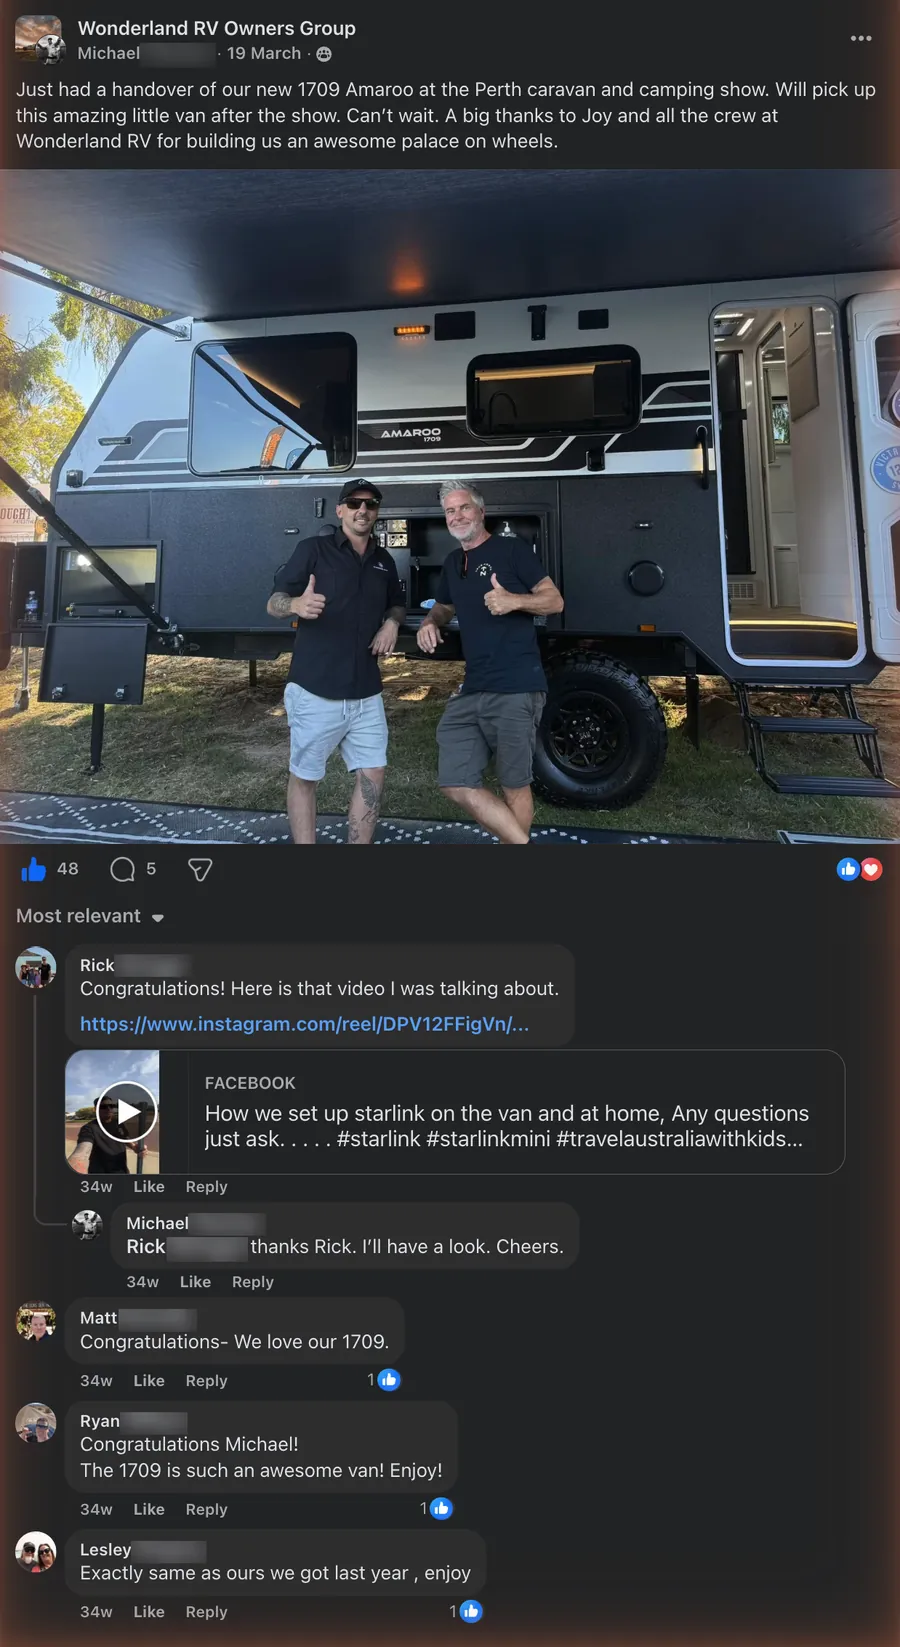 Wonderland RV Owners Group
Michael · 19 March ·
Just had a handover of our new 1709 Amaroo at the Perth caravan and camping show. Will pick up
this amazing little van after the show. Can’t wait. A big thanks to Joy and all the crew at
Wonderland RV for building us an awesome palace on wheels.
AMAROO
1709
48
5
Most relevant
Rick
Congratulations! Here is that video I was talking about.
https://www.instagram.com/reel/DPV12FFigVn/...
FACEBOOK
How we set up starlink on the van and at home, Any questions
just ask. . . . . #starlink #starlinkmini #travelaustraliawithkids...
34w Like Reply
Michael
Rick thanks Rick. I’ll have a look. Cheers.
34w Like Reply
Matt
Congratulations- We love our 1709.
34w Like Reply 1
Ryan
Congratulations Michael!
The 1709 is such an awesome van! Enjoy!
34w Like Reply 1
Lesley
Exactly same as ours we got last year , enjoy
34w Like Reply 1